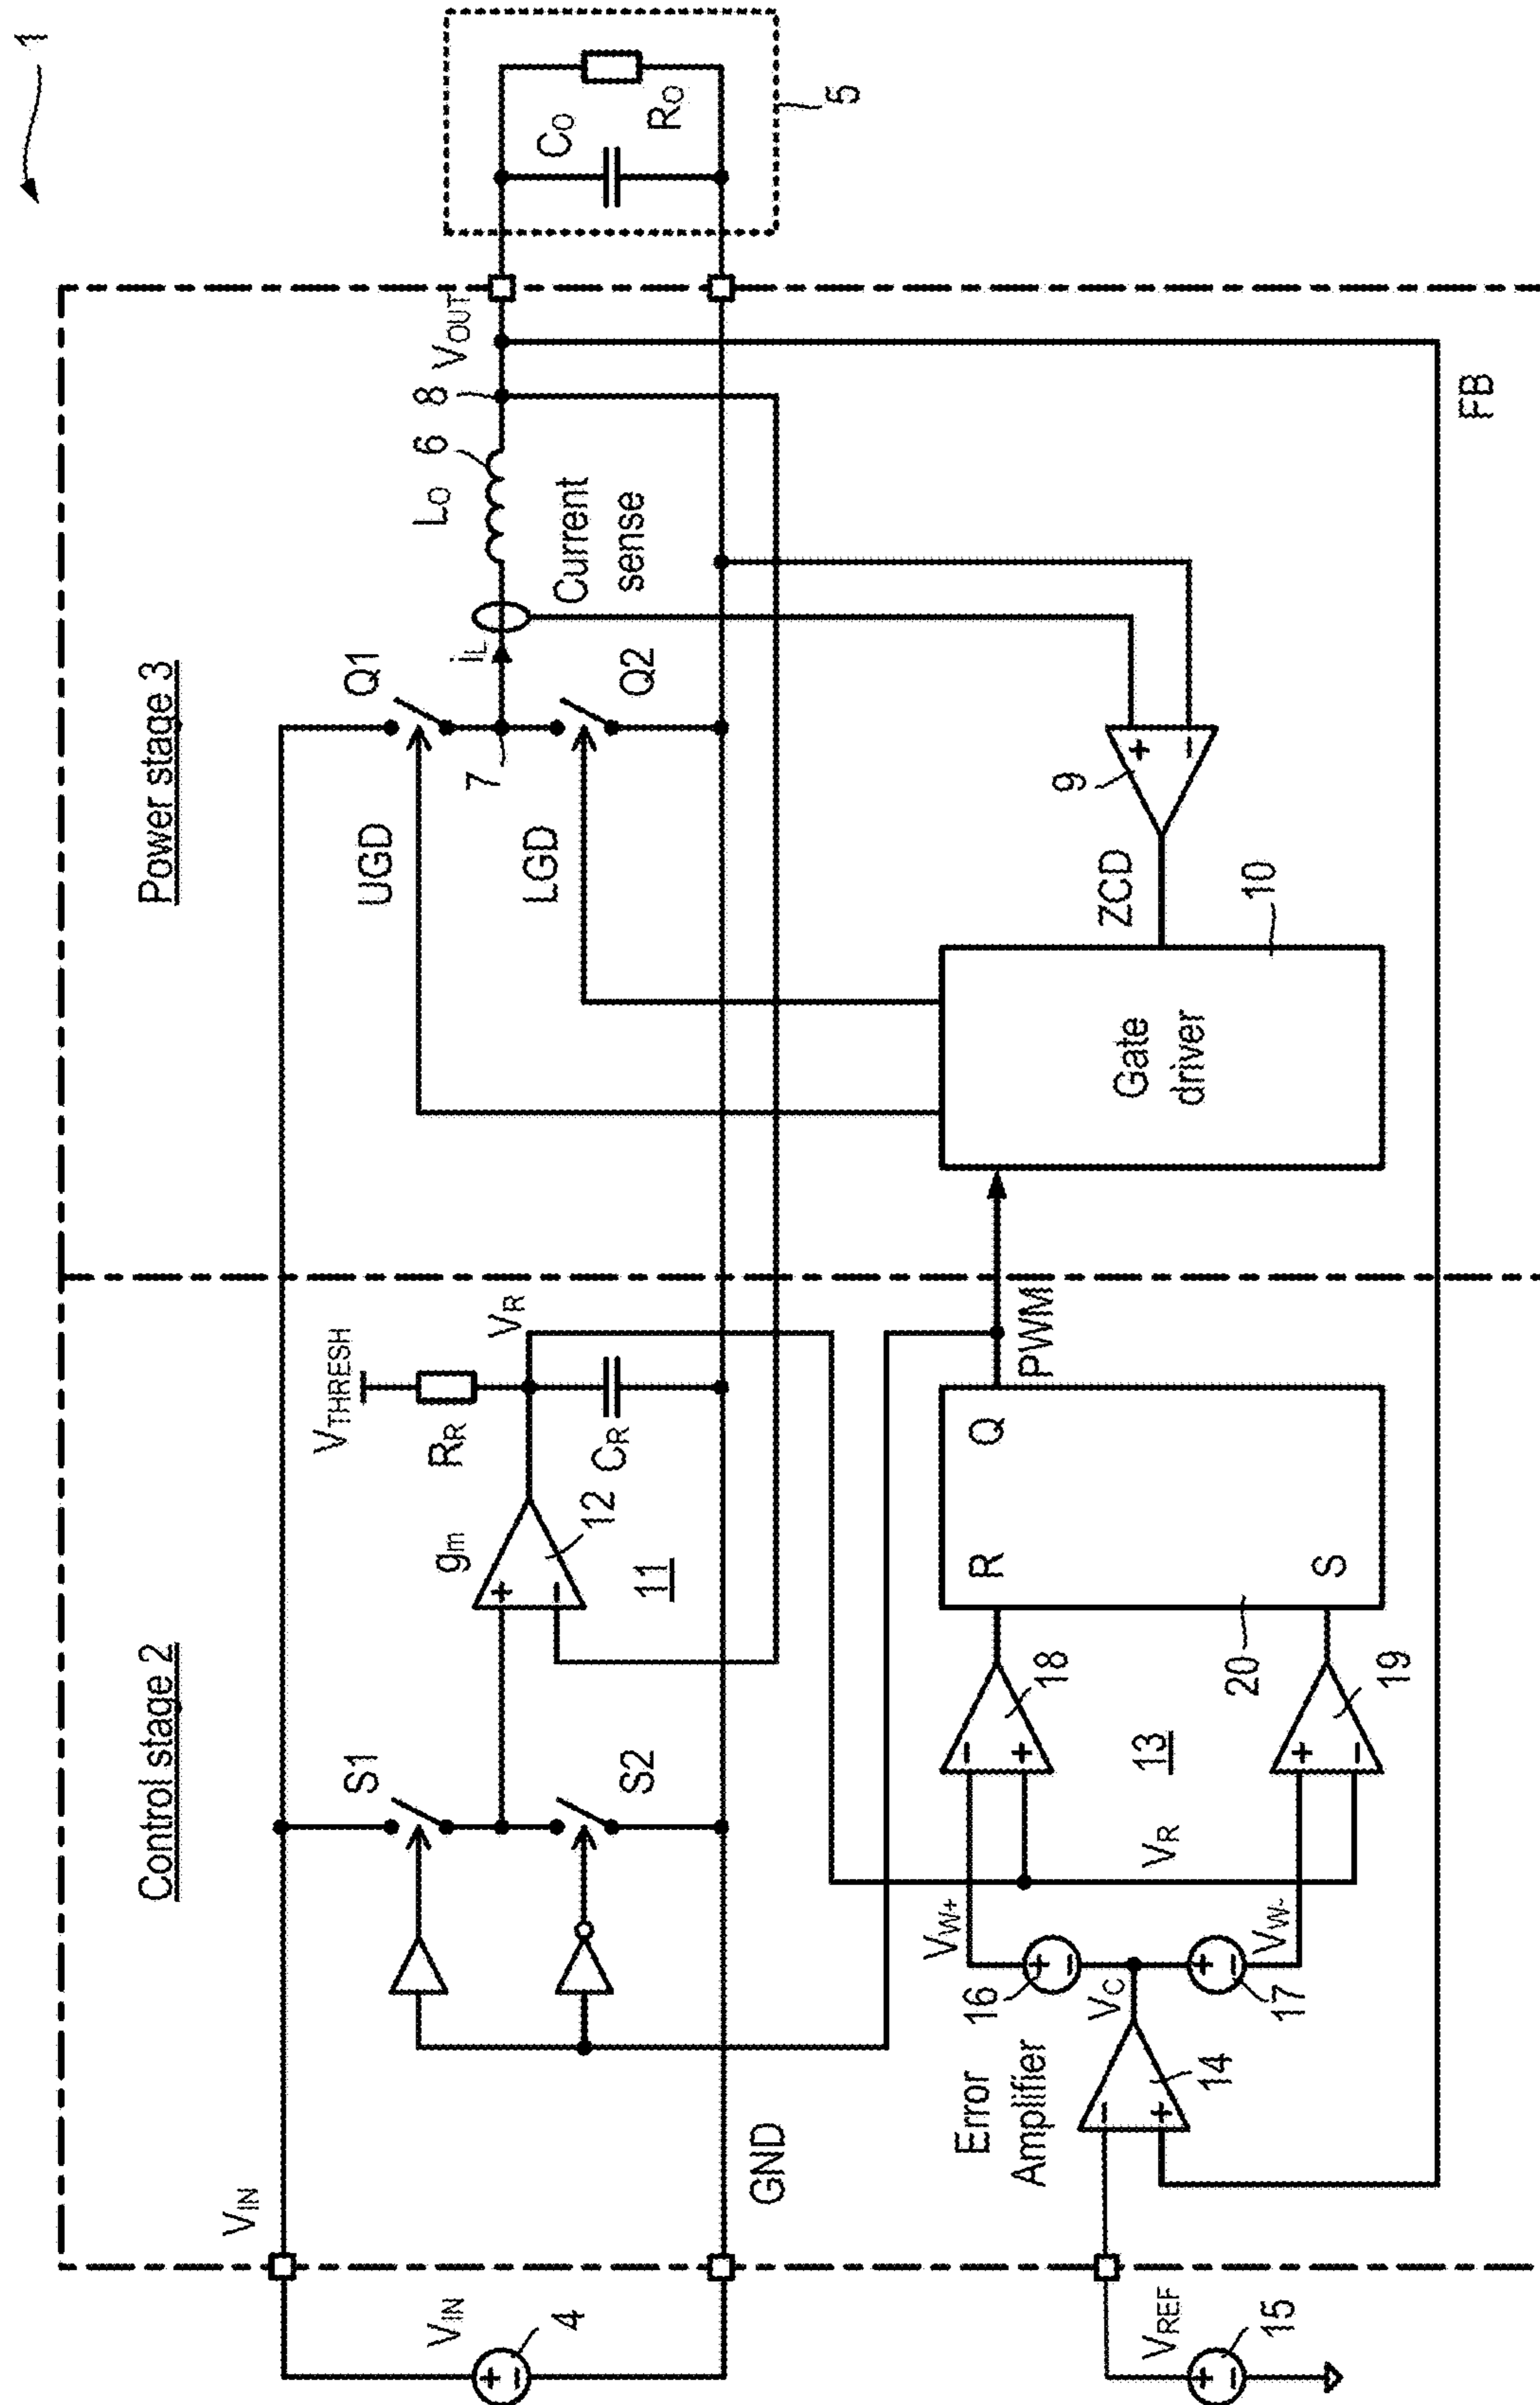 1
Control stage 2
Power stage 3
VIN
VIN
4
GND
S1
S2
gm
12
11
VTHRESH
RR
CR
VR
UGD
LGD
Q1
Q2
7
iL
Current
sense
LO
6
8
VOUT
CO
RO
5
VREF
15
Error
Amplifier
14
VC
16
17
VW+
VW-
VR
13
18
19
20
R
S
Q
PWM
Gate
driver
10
ZCD
9
FB
+
−
+
−
+
−
+
−
+
−
−
+
−
+
+
−
+
−